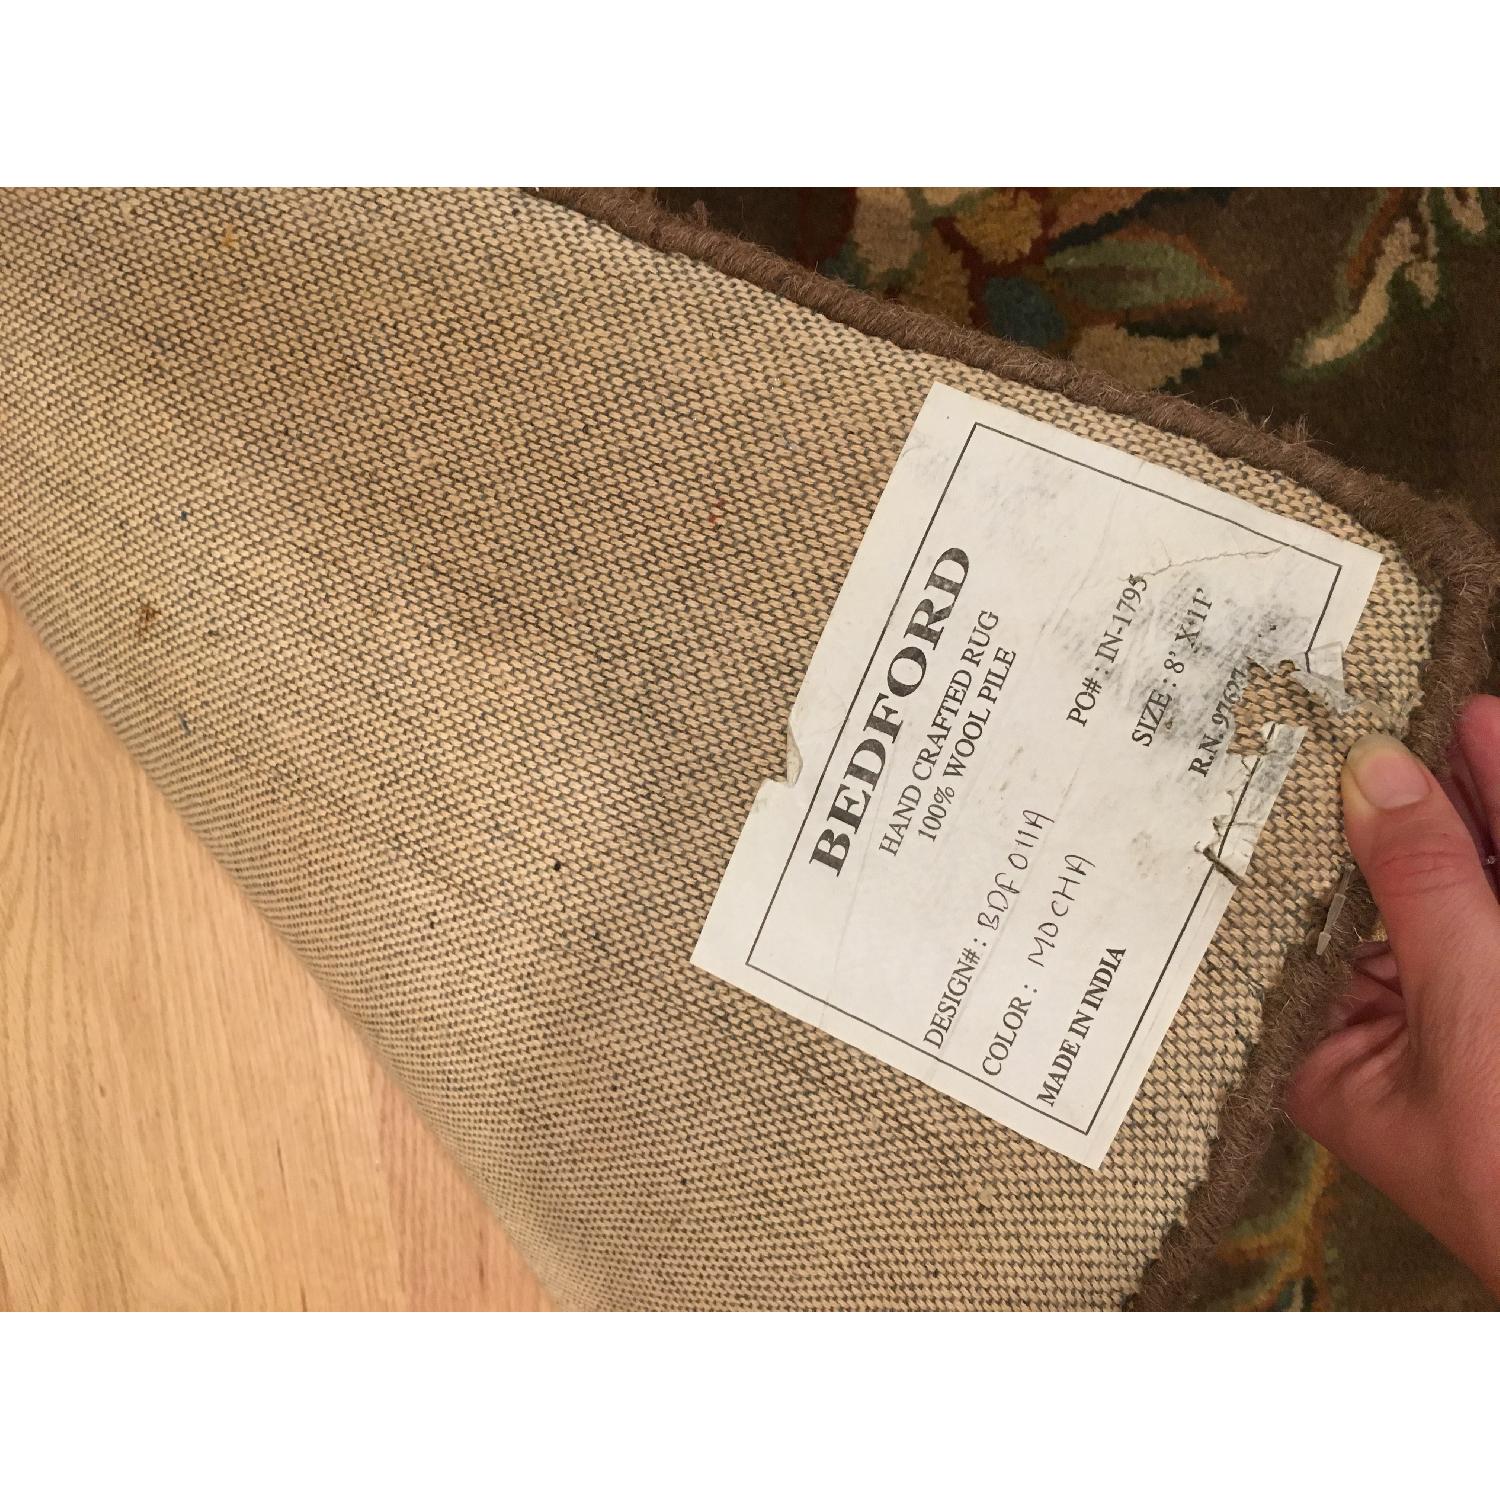 BEDFORD
HAND CRAFTED RUG
100% WOOL PILE
DESIGN#: BDF011A
PO#: IN-1795
COLOR: MOCHA
SIZE: 8' X 11'
MADE IN INDIA
R.N. 97627